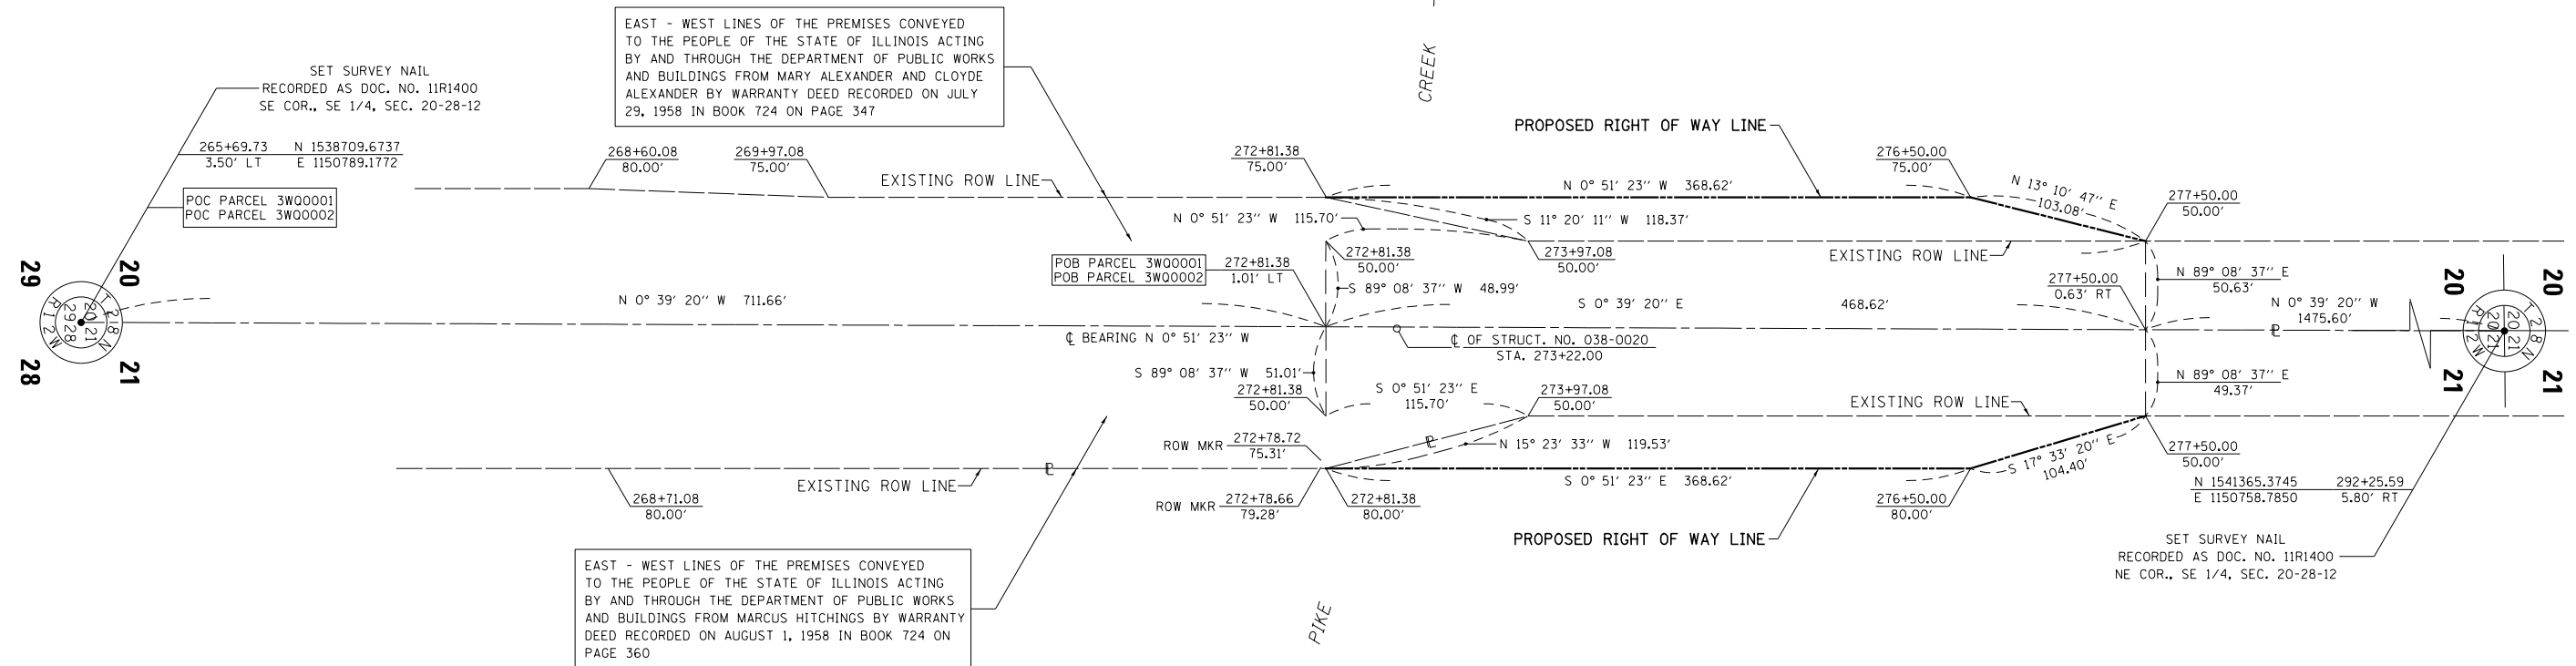 EAST - WEST LINES OF THE PREMISES CONVEYED
TO THE PEOPLE OF THE STATE OF ILLINOIS ACTING
BY AND THROUGH THE DEPARTMENT OF PUBLIC WORKS
AND BUILDINGS FROM MARY ALEXANDER AND CLOYDE
ALEXANDER BY WARRANTY DEED RECORDED ON JULY
29, 1958 IN BOOK 724 ON PAGE 347
SET SURVEY NAIL
RECORDED AS DOC. NO. 11R1400
SE COR., SE 1/4, SEC. 20-28-12
265+69.73 N 1538709.6737
3.50' LT E 1150789.1772
POC PARCEL 3WQ0001
POC PARCEL 3WQ0002
268+60.08
80.00'
269+97.08
75.00'
EXISTING ROW LINE
CREEK
272+81.38
75.00'
PROPOSED RIGHT OF WAY LINE
276+50.00
75.00'
N 0° 51' 23" W 368.62'
N 13° 10' 47" E
103.08'
277+50.00
50.00'
N 0° 51' 23" W 115.70'
S 11° 20' 11" W 118.37'
272+81.38
50.00'
273+97.08
50.00'
EXISTING ROW LINE
POB PARCEL 3WQ0001
POB PARCEL 3WQ0002
272+81.38
1.01' LT
S 89° 08' 37" W 48.99'
277+50.00
0.63' RT
N 89° 08' 37" E
50.63'
29
20
T 28 N
R 12 W
20
21
29
28
28
21
N 0° 39' 20" W 711.66'
S 0° 39' 20" E 468.62'
N 0° 39' 20" W
1475.60'
℄ BEARING N 0° 51' 23" W
℄ OF STRUCT. NO. 038-0020
STA. 273+22.00
℄
20
20
T 28 N
R 12 W
20
21
20
21
21
21
S 89° 08' 37" W 51.01'
272+81.38
50.00'
S 0° 51' 23" E
115.70'
273+97.08
50.00'
EXISTING ROW LINE
N 89° 08' 37" E
49.37'
ROW MKR 272+78.72
75.31'
N 15° 23' 33" W 119.53'
S 17° 33' 20" E
104.40'
277+50.00
50.00'
268+71.08
80.00'
EXISTING ROW LINE
ROW MKR 272+78.66
79.28'
272+81.38
80.00'
S 0° 51' 23" E 368.62'
276+50.00
80.00'
N 1541365.3745 292+25.59
E 1150758.7850 5.80' RT
PROPOSED RIGHT OF WAY LINE
SET SURVEY NAIL
RECORDED AS DOC. NO. 11R1400
NE COR., SE 1/4, SEC. 20-28-12
EAST - WEST LINES OF THE PREMISES CONVEYED
TO THE PEOPLE OF THE STATE OF ILLINOIS ACTING
BY AND THROUGH THE DEPARTMENT OF PUBLIC WORKS
AND BUILDINGS FROM MARCUS HITCHINGS BY WARRANTY
DEED RECORDED ON AUGUST 1, 1958 IN BOOK 724 ON
PAGE 360
PIKE